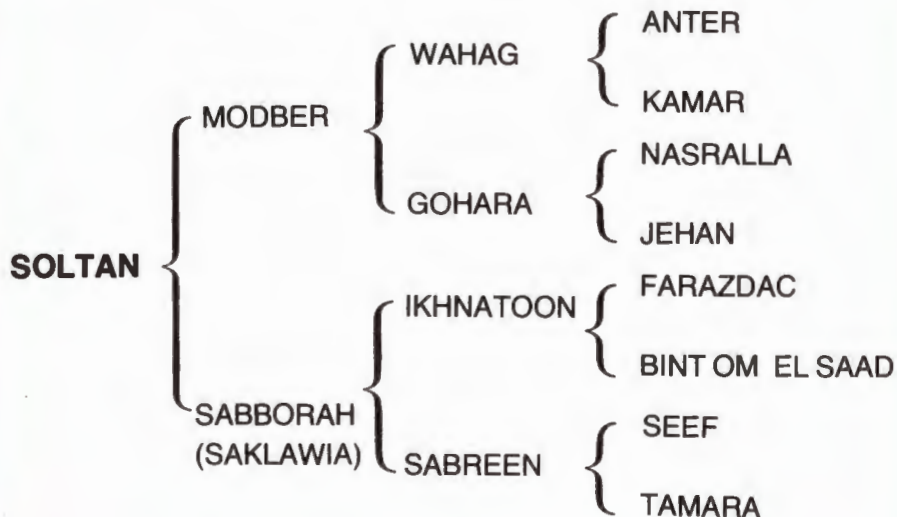 ANTER
WAHAG
KAMAR
MODBER
NASRALLA
GOHARA
JEHAN
SOLTAN
FARAZDAC
IKHNATOON
BINT OM EL SAAD
SABBORAH
(SAKLAWIA)
SEEF
SABREEN
TAMARA